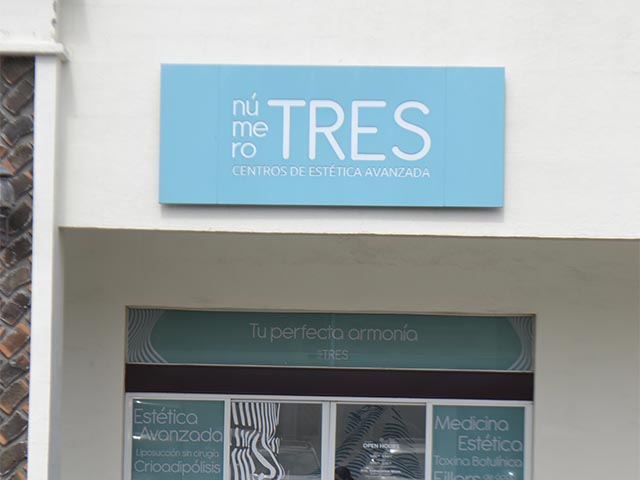 nú
me
ro TRES
CENTROS DE ESTÉTICA AVANZADA
Tu perfecta armonía
TRES
Estética
Avanzada
Liposucción sin cirugía
Crioadipólisis
OPEN HOURS
Medicina
Estética
Toxina Botulínica
Fillers